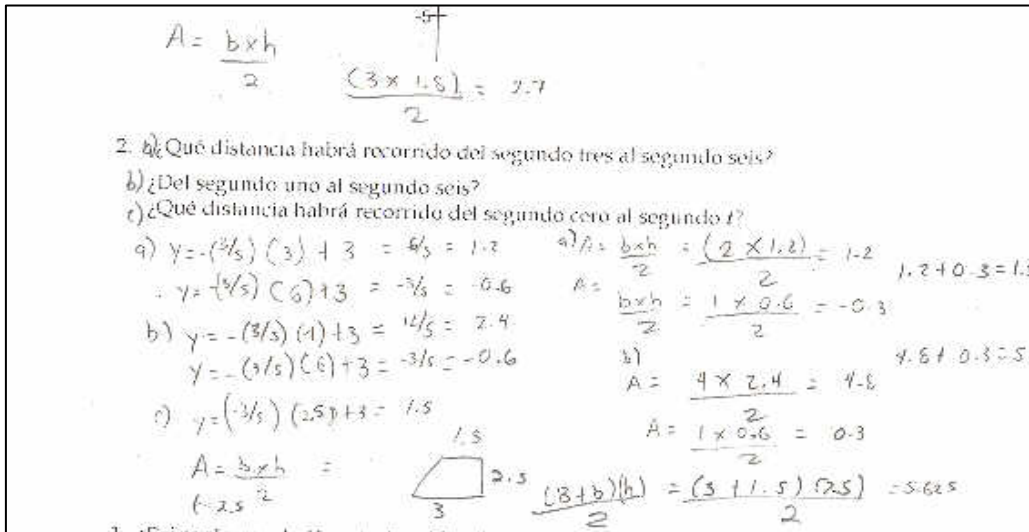 -5
A = b×h / 2
(3 × 1.8) / 2 = 2.7
2. a) ¿Qué distancia habrá recorrido del segundo tres al segundo seis?
b) ¿Del segundo uno al segundo seis?
c) ¿Qué distancia habrá recorrido del segundo cero al segundo t?
a) y = -(3/5) (3) + 3 = 6/5 = 1.2
y = -(3/5) (6) + 3 = -3/5 = -0.6
b) y = -(3/5) (1) + 3 = 12/5 = 2.4
y = -(3/5) (6) + 3 = -3/5 = -0.6
c) y = (-3/5) (2.5) + 3 = 1.5
A = b×h / 2 =
t = 2.5
a) A = b×h / 2 = (2 × 1.2) / 2 = 1.2
A = b×h / 2 = 1 × 0.6 / 2 = -0.3
1.2 + 0.3 = 1.
b)
A = 4 × 2.4 / 2 = 4.8
A = 1 × 0.6 / 2 = 0.3
4.8 + 0.3 = 5
1.5
2.5
3
(B + b)(h) / 2 = (3 + 1.5) (2.5) / 2 = 5.625